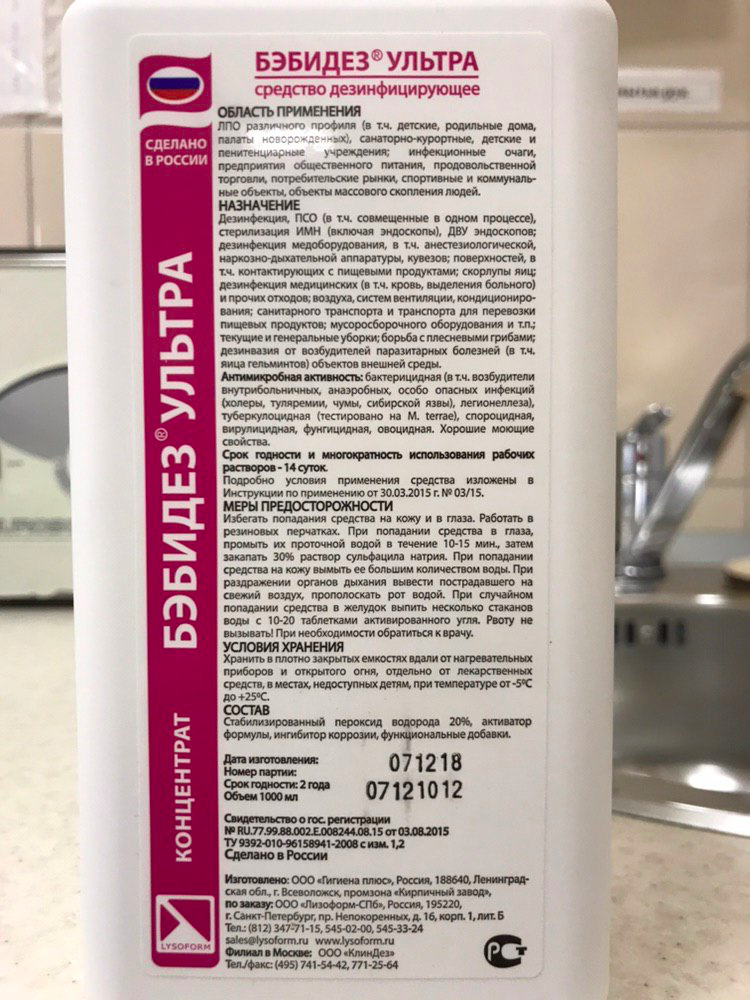 БЭБИДЕЗ® УЛЬТРА
средство дезинфицирующее
СДЕЛАНО
В РОССИИ
ОБЛАСТЬ ПРИМЕНЕНИЯ
ЛПО различного профиля (в т.ч. детские, родильные дома,
палаты новорожденных), санаторно-курортные, детские и
пенитенциарные учреждения; инфекционные очаги,
предприятия общественного питания, продовольственной
торговли, потребительские рынки, спортивные и коммуналь-
ные объекты, объекты массового скопления людей.
НАЗНАЧЕНИЕ
Дезинфекция, ПСО (в т.ч. совмещенные в одном процессе),
стерилизация ИМН (включая эндоскопы), ДВУ эндоскопов;
дезинфекция медоборудования, в т.ч. анестезиологической,
наркозно-дыхательной аппаратуры, кувезов; поверхностей, в
т.ч. контактирующих с пищевыми продуктами; скорлупы яиц;
дезинфекция медицинских (в т.ч. кровь, выделения больного)
и прочих отходов; воздуха, систем вентиляции, кондициониро-
вания; санитарного транспорта и транспорта для перевозки
пищевых продуктов; мусоросборочного оборудования и т.п.;
текущие и генеральные уборки; борьба с плесневыми грибами;
дезинвазия от возбудителей паразитарных болезней (в т.ч.
яйца гельминтов) объектов внешней среды.
Антимикробная активность: бактерицидная (в т.ч. возбудители
внутрибольничных, анаэробных, особо опасных инфекций
(холеры, туляремии, чумы, сибирской язвы), легионеллеза),
туберкулоцидная (тестировано на M. terrae), спороцидная,
вирулицидная, фунгицидная, овоцидная. Хорошие моющие
свойства.
Срок годности и многократность использования рабочих
растворов - 14 суток.
Подробно условия применения средства изложены в
Инструкции по применению от 30.03.2015 г. № 03/15.
МЕРЫ ПРЕДОСТОРОЖНОСТИ
Избегать попадания средства на кожу и в глаза. Работать в
резиновых перчатках. При попадании средства в глаза,
промыть их проточной водой в течение 10-15 мин., затем
закапать 30% раствор сульфацила натрия. При попадании
средства на кожу вымыть ее большим количеством воды. При
раздражении органов дыхания вывести пострадавшего на
свежий воздух, прополоскать рот водой. При случайном
попадании средства в желудок выпить несколько стаканов
воды с 10-20 таблетками активированного угля. Рвоту не
вызывать! При необходимости обратиться к врачу.
УСЛОВИЯ ХРАНЕНИЯ
Хранить в плотно закрытых емкостях вдали от нагревательных
приборов и открытого огня, отдельно от лекарственных
средств, в местах, недоступных детям, при температуре от -5⁰С
до +25⁰С.
СОСТАВ
Стабилизированный пероксид водорода 20%, активатор
формулы, ингибитор коррозии, функциональные добавки.
Дата изготовления: 071218
Номер партии:
Срок годности: 2 года 07121012
Объем 1000 мл
Свидетельство о гос. регистрации
№ RU.77.99.88.002.Е.008244.08.15 от 03.08.2015
ТУ 9392-010-96158941-2008 с изм. 1,2
Сделано в России
Изготовлено: ООО «Гигиена плюс», Россия, 188640, Ленинград-
ская обл., г. Всеволожск, промзона «Кирпичный завод»,
по заказу: ООО «Лизоформ-СПб», Россия, 195220,
г. Санкт-Петербург, пр. Непокоренных, д. 16, корп. 1, лит. Б
Тел.: (812) 347-71-15, 545-02-00, 545-33-24
sales@lysoform.ru www.lysoform.ru
Филиал в Москве: ООО «КлинДез»
Тел./факс: (495) 741-54-42, 771-25-64
РСТ
КОНЦЕНТРАТ БЭБИДЕЗ® УЛЬТРА
LYSOFORM